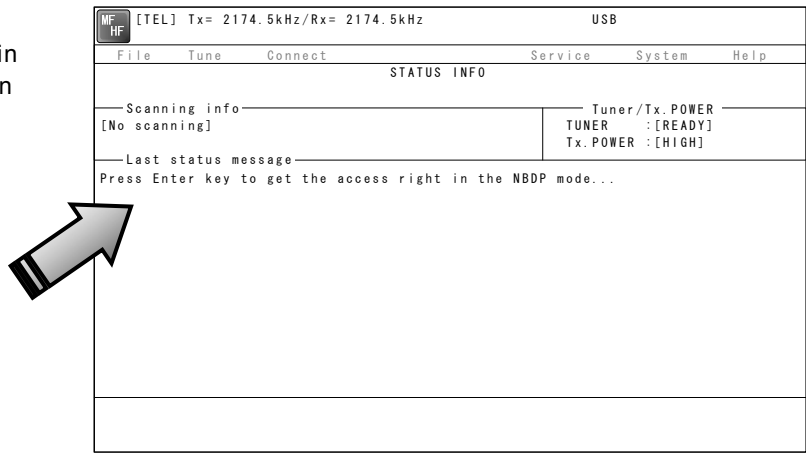 in
n
MF
HF
[TEL] Tx= 2174.5kHz/Rx= 2174.5kHz USB
File Tune Connect Service System Help
STATUS INFO
Scanning info
[No scanning]
Tuner/Tx.POWER
TUNER :[READY]
Tx.POWER :[HIGH]
Last status message
Press Enter key to get the access right in the NBDP mode...